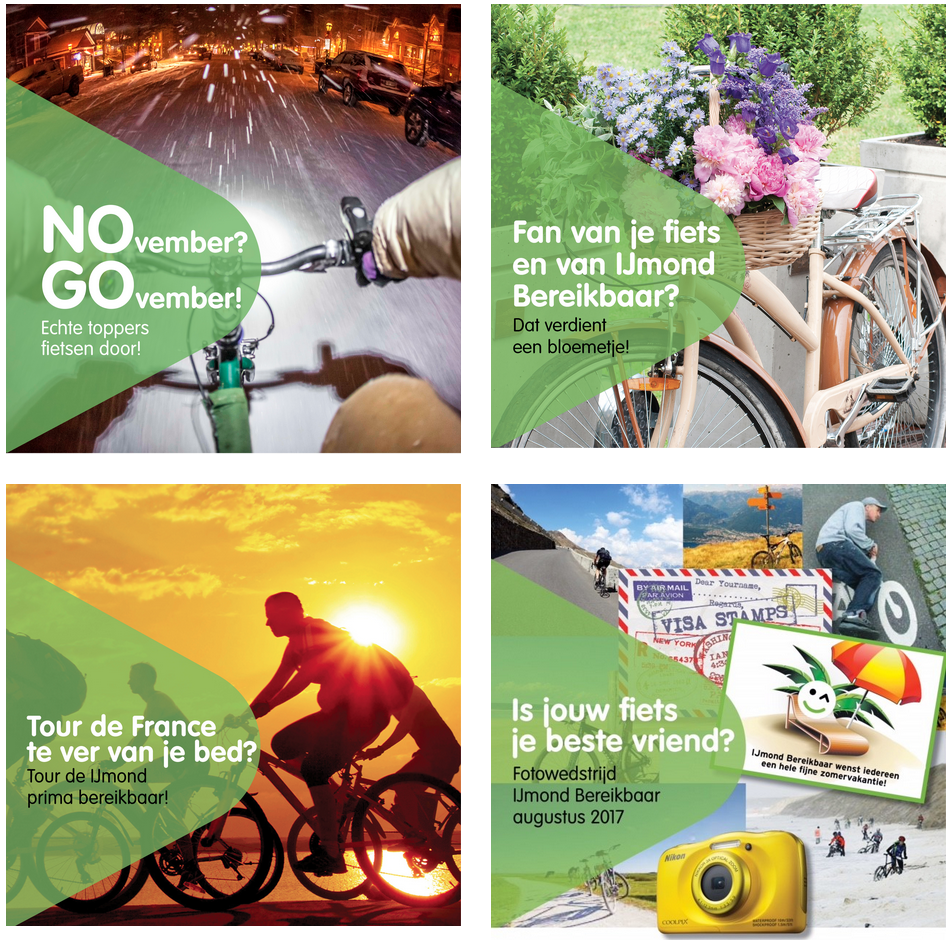 NOvember?
GOvember!
Echte toppers
fietsen door!
Fan van je fiets
en van IJmond
Bereikbaar?
Dat verdient
een bloemetje!
Tour de France
te ver van je bed?
Tour de IJmond
prima bereikbaar!
BY AIR MAIL
PAR AVION
Dear Yourname,
Regards,
VISA STAMPS
NEW YORK
Is jouw fiets
je beste vriend?
Fotowedstrijd
IJmond Bereikbaar
augustus 2017
IJmond Bereikbaar wenst iedereen
een hele fijne zomervakantie!
Nikon
COOLPIX